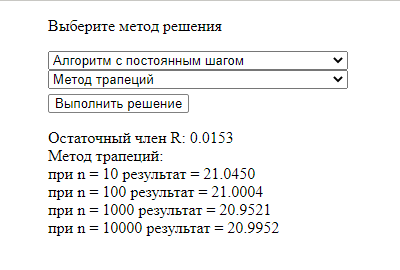 Выберите метод решения
Алгоритм с постоянным шагом
Метод трапеций
Выполнить решение
Остаточный член R: 0.0153
Метод трапеций:
при n = 10 результат = 21.0450
при n = 100 результат = 21.0004
при n = 1000 результат = 20.9521
при n = 10000 результат = 20.9952